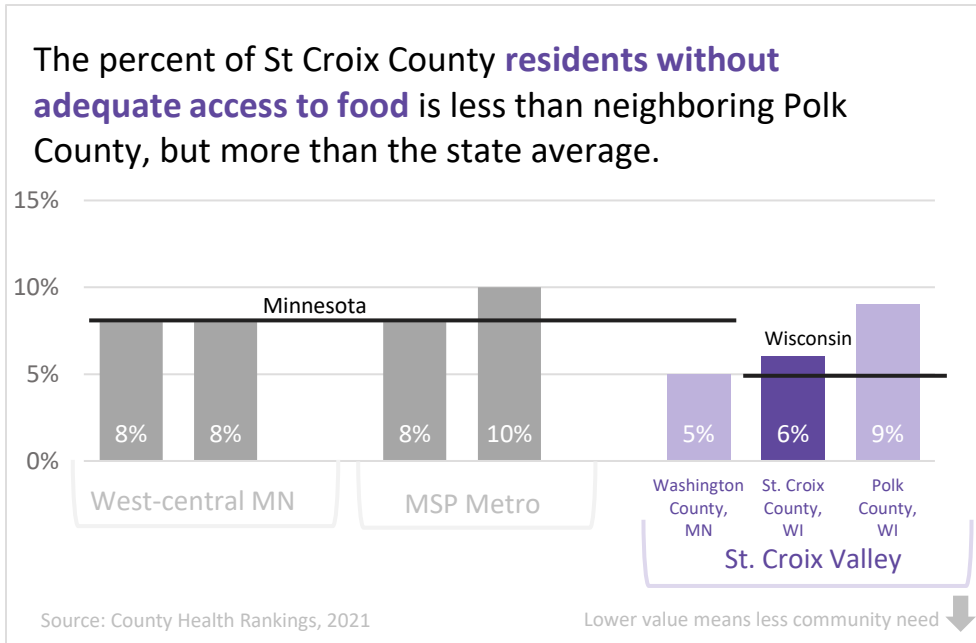 The percent of St Croix County residents without
adequate access to food is less than neighboring Polk
County, but more than the state average.
15%
10%
5%
0%
Minnesota
Wisconsin
8%
8%
8%
10%
5%
6%
9%
West-central MN
MSP Metro
Washington
County,
MN
St. Croix
County,
WI
Polk
County,
WI
St. Croix Valley
Source: County Health Rankings, 2021
Lower value means less community need